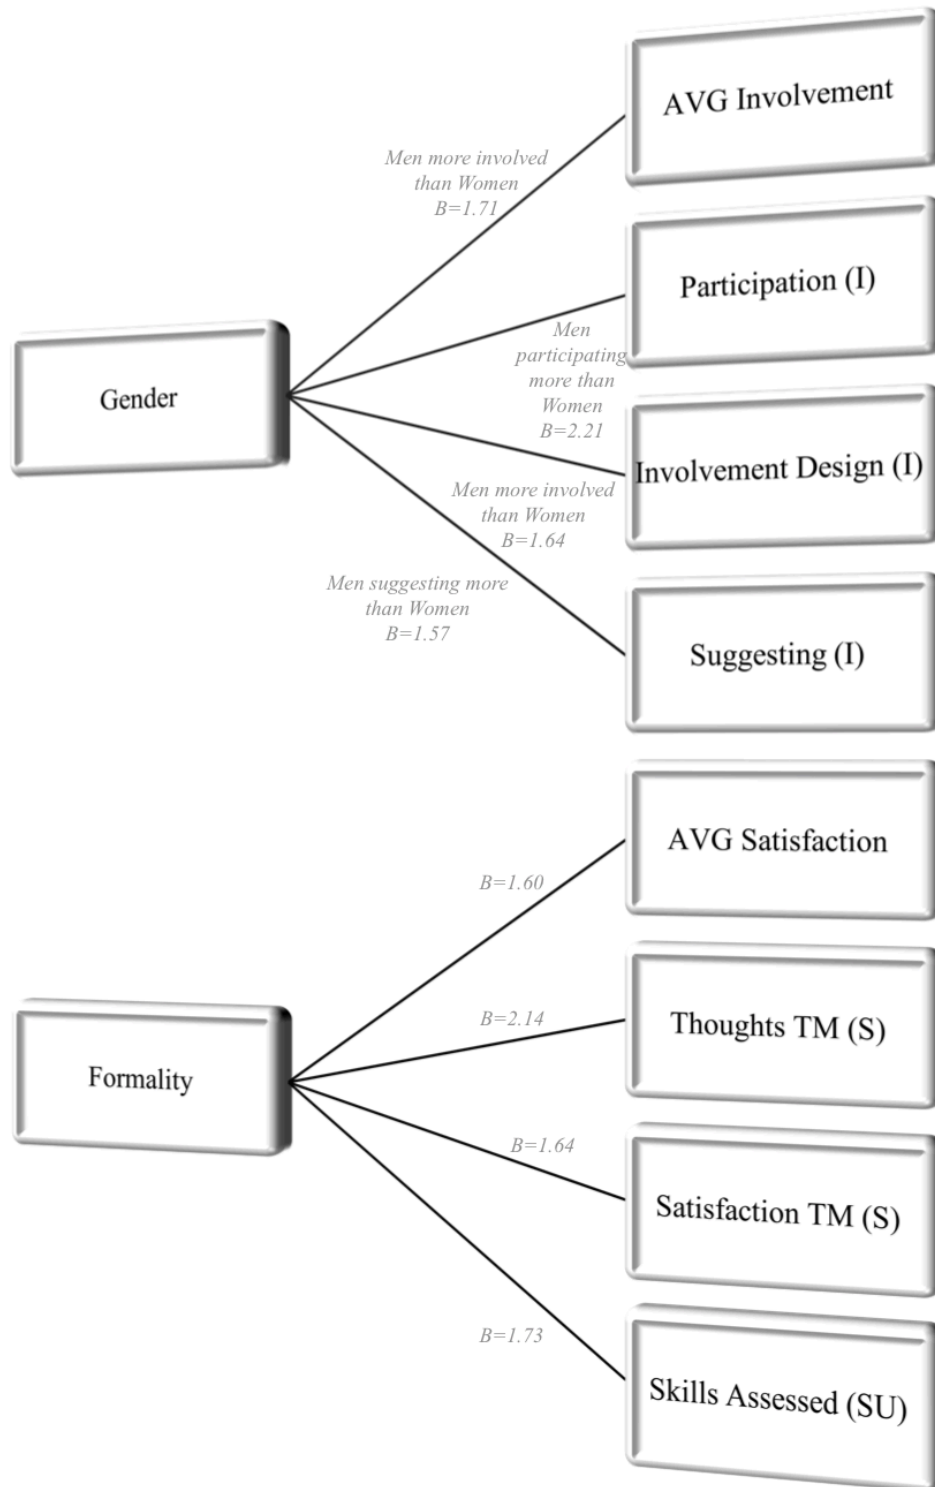 AVG Involvement
Men more involved
than Women
B=1.71
Participation (I)
Men
participating
more than
Women
B=2.21
Gender
Involvement Design (I)
Men more involved
than Women
B=1.64
Men suggesting more
than Women
B=1.57
Suggesting (I)
AVG Satisfaction
B=1.60
Thoughts TM (S)
B=2.14
Formality
B=1.64
Satisfaction TM (S)
B=1.73
Skills Assessed (SU)